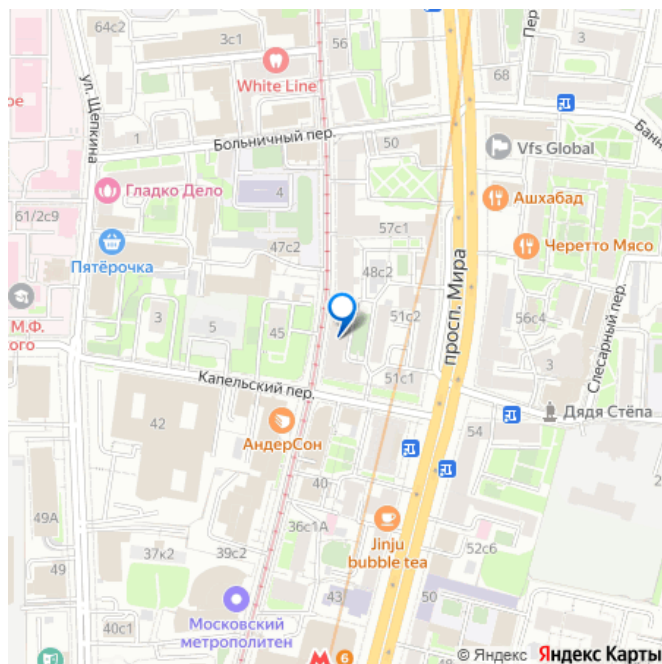 64с2
3с1
56
Пер
3
White Line
68
ое
ул. Щепкина
1
Больничный пер.
50
Банн
Vfs Global
Гладко Дело
4
Ашхабад
61/2с9
57с1
Пятёрочка
47с2
48с2
Черетто Мясо
М.Ф.
кого
3
5
45
51с2
просп. Мира
56с4
Слесарный пер.
3
Капельский пер.
51с1
Дядя Стёпа
42
АндерСон
54
40
2
49А
36с1А
Jinju
bubble tea
37к2
39с2
52с6
49
Московский
метрополитен
43
50
40с1
М
6
© Яндекс Яндекс Карты